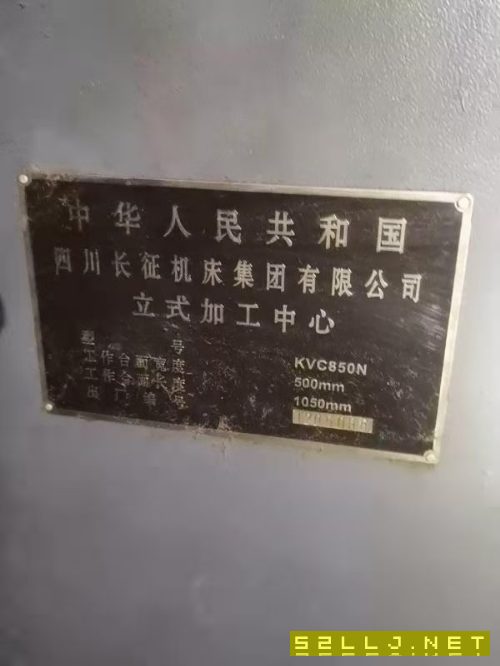 中华人民共和国
四川长征机床集团有限公司
立式加工中心
型号 KVC850N
工作台面宽度 500mm
工作台面长度 1050mm
出厂编号
52LLJ.NET